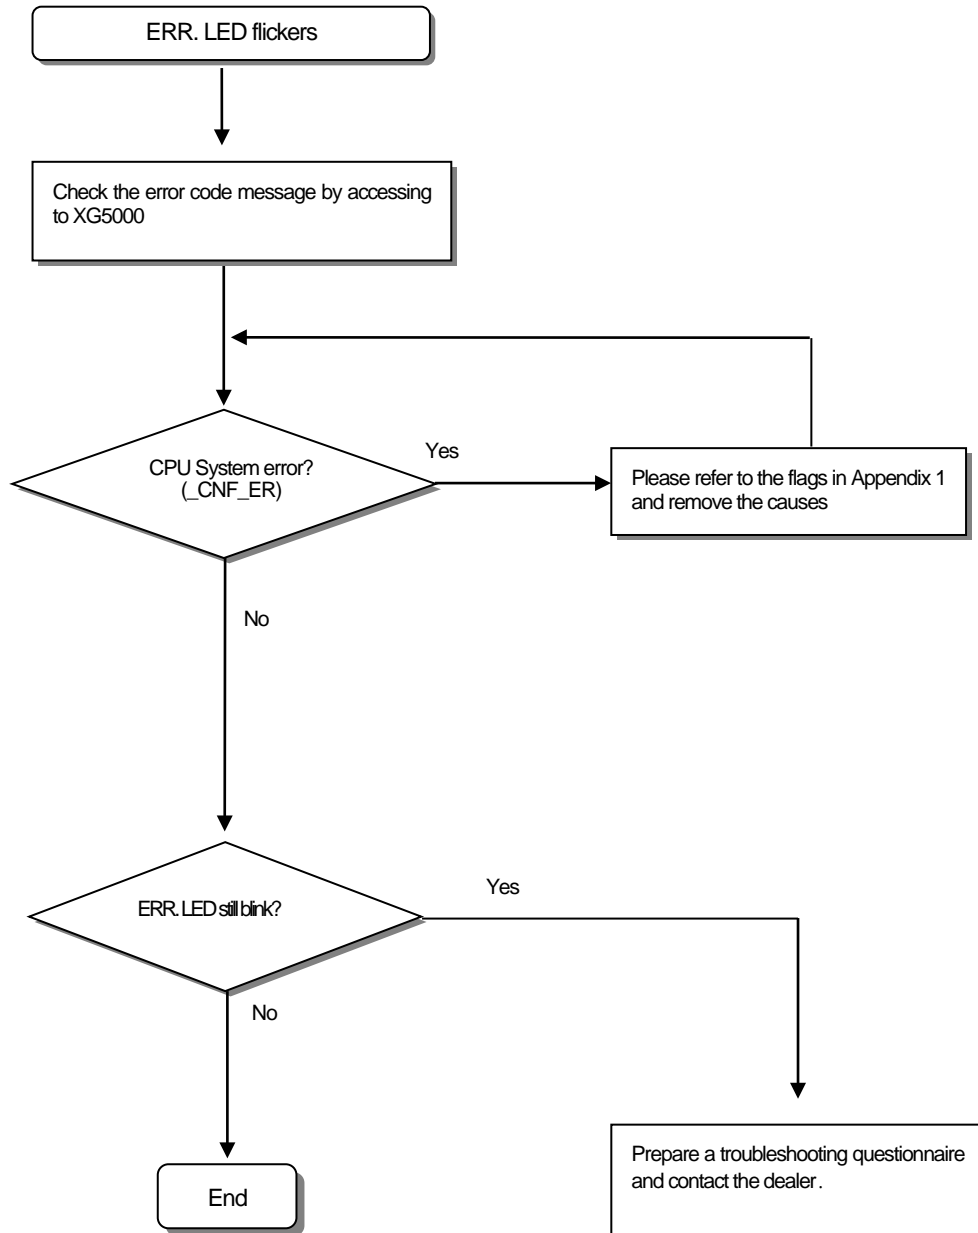 ERR. LED flickers
Check the error code message by accessing
to XG5000
CPU System error?
(_CNF_ER)
Yes
Please refer to the flags in Appendix 1
and remove the causes
No
ERR. LED still blink?
Yes
No
Prepare a troubleshooting questionnaire
and contact the dealer.
End